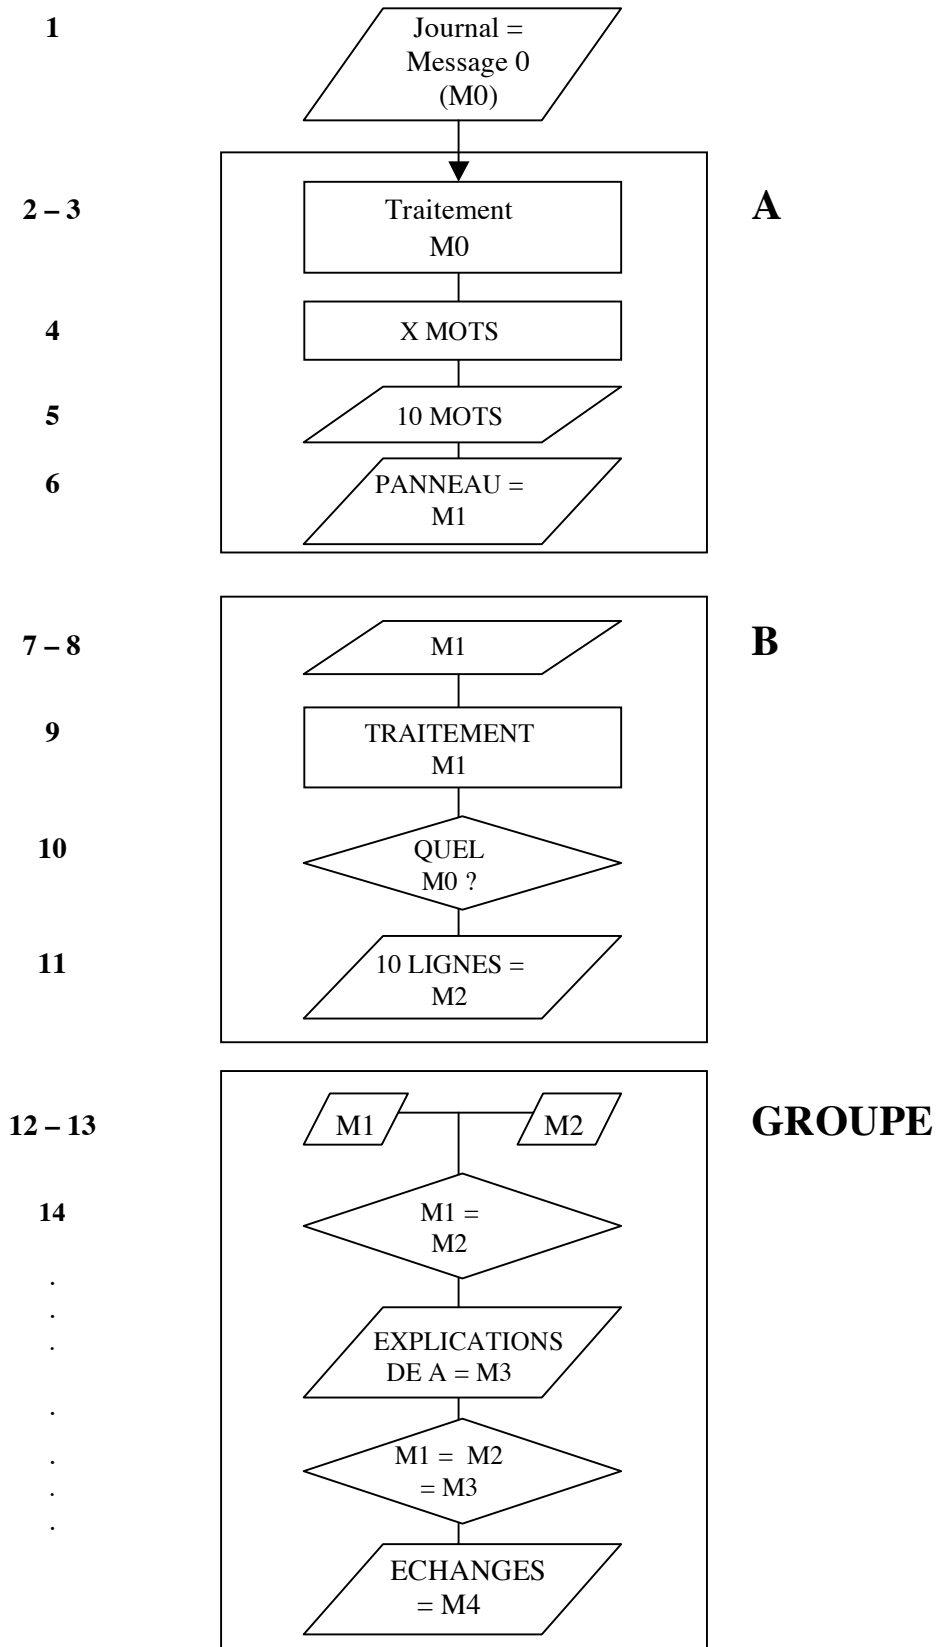 1
Journal =
Message 0
(M0)
2 – 3
Traitement
M0
A
4
X MOTS
5
10 MOTS
6
PANNEAU =
M1
7 – 8
M1
B
9
TRAITEMENT
M1
10
QUEL
M0 ?
11
10 LIGNES =
M2
12 – 13
M1
M2
GROUPE
14
M1 =
M2
.
.
.
EXPLICATIONS
DE A = M3
.
.
M1 = M2
= M3
.
.
ECHANGES
= M4